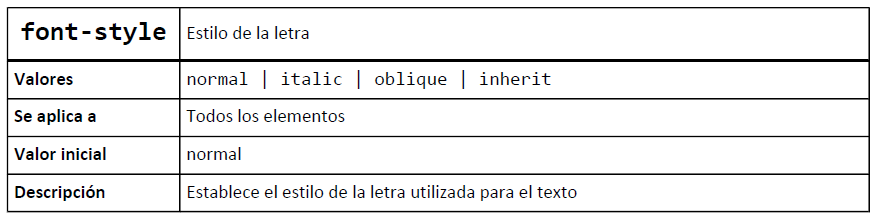 font-style Estilo de la letra
Valores normal | italic | oblique | inherit
Se aplica a Todos los elementos
Valor inicial normal
Descripción Establece el estilo de la letra utilizada para el texto